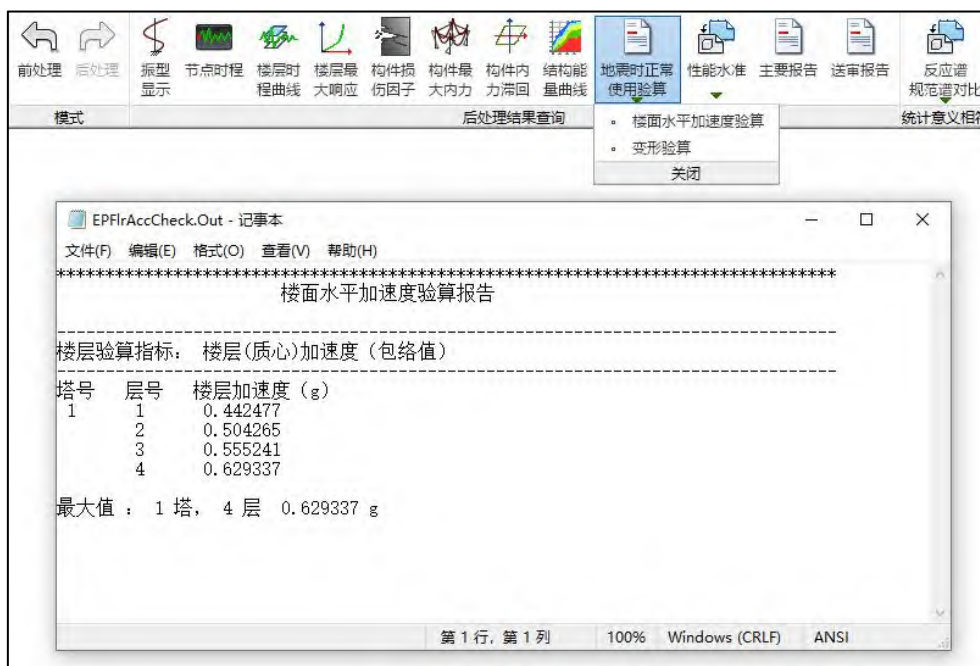 前处理 后处理 振型显示 节点时程 楼层时程曲线 楼层最大响应 构件损伤因子 构件最大内力 构件内力滞回 结构能量曲线 地震时正常使用验算 性能水准 主要报告 送审报告 反应谱规范谱对比
模式 后处理结果查询 统计意义相符
楼面水平加速度验算
变形验算
关闭
EPFlrAccCheck.Out - 记事本
文件(F) 编辑(E) 格式(O) 查看(V) 帮助(H)
********************************************************************************
楼面水平加速度验算报告
--------------------------------------------------------------------------------
楼层验算指标： 楼层(质心)加速度（包络值）
--------------------------------------------------------------------------------
塔号 层号 楼层加速度（g）
1 1 0.442477
2 0.504265
3 0.555241
4 0.629337
最大值 ： 1 塔， 4 层 0.629337 g
第 1 行，第 1 列 100% Windows (CRLF) ANSI